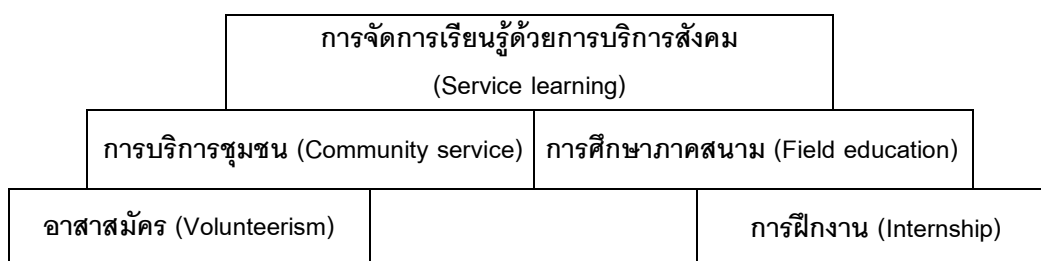 การจัดการเรียนรู้ด้วยการบริการสังคม
(Service learning)
การบริการชุมชน (Community service)
การศึกษาภาคสนาม (Field education)
อาสาสมัคร (Volunteerism)
การฝึกงาน (Internship)